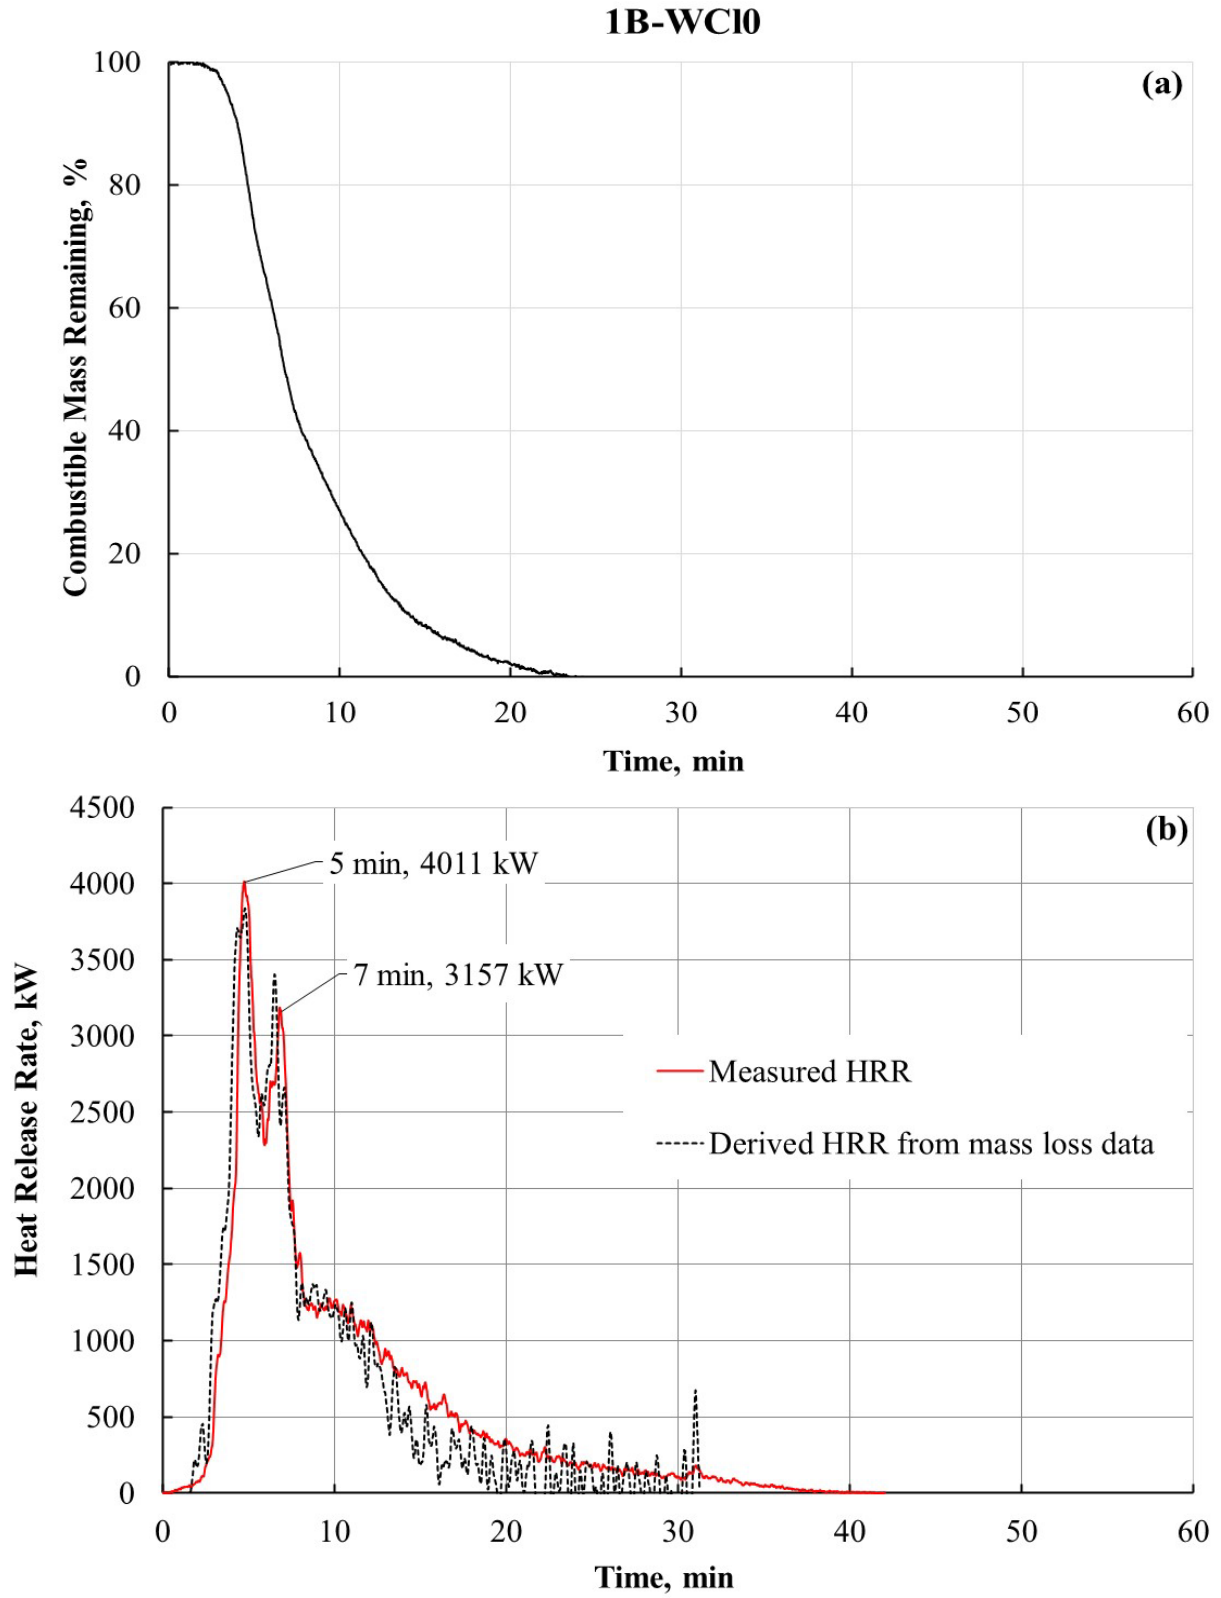 1B-WCl0
100
(a)
80
60
40
20
0
Combustible Mass Remaining, %
0 10 20 30 40 50 60
Time, min
4500
(b)
5 min, 4011 kW
4000
3500
7 min, 3157 kW
3000
Measured HRR
2500
Derived HRR from mass loss data
2000
1500
1000
500
0
Heat Release Rate, kW
0 10 20 30 40 50 60
Time, min